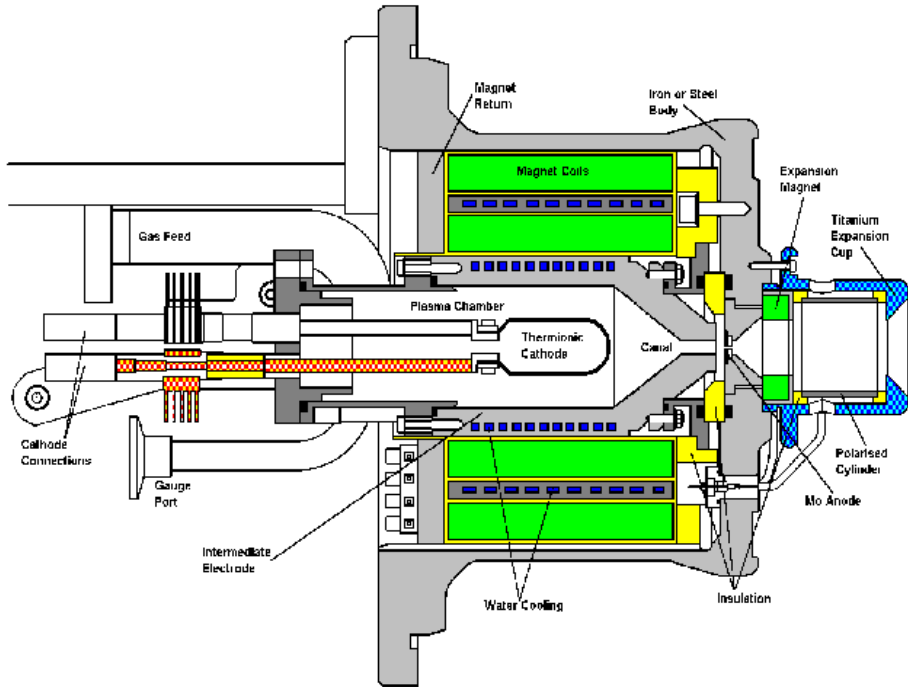 Magnet
Return
Iron or Steel
Body
Magnet Coils
Expansion
Magnet
Titanium
Expansion
Cup
Gas Feed
Plasma Chamber
Thermionic
Cathode
Canal
Cathode
Connections
Gauge
Port
Polarised
Cylinder
Mo Anode
Intermediate
Electrode
Water Cooling
Insulation